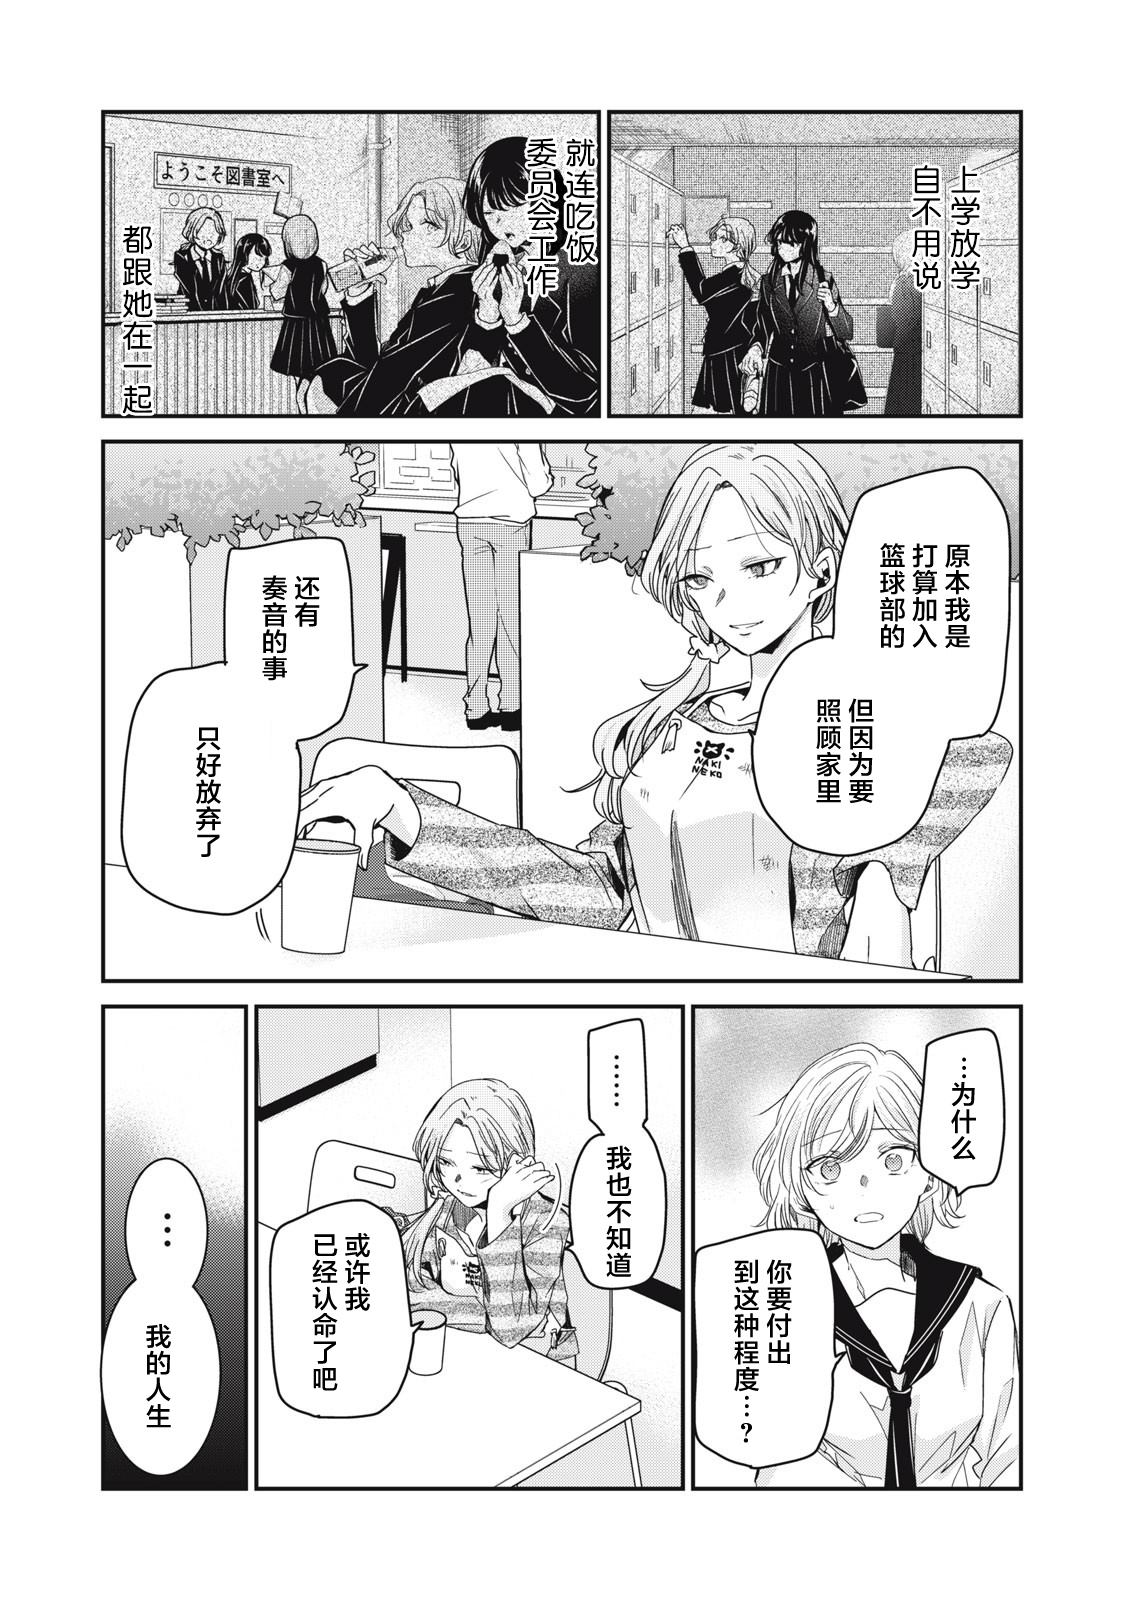 上学放学
自不用说
就连吃饭
委员会工作
都跟她在一起
ようこそ図書室へ
原本我是
打算加入
篮球部的
但因为要
照顾家里
NAKI
NEKO
还有
奏音的事
只好放弃了
…为什么
你要付出
到这种程度…?
……
我也不知道
或许我
已经认命了吧
…
我的人生